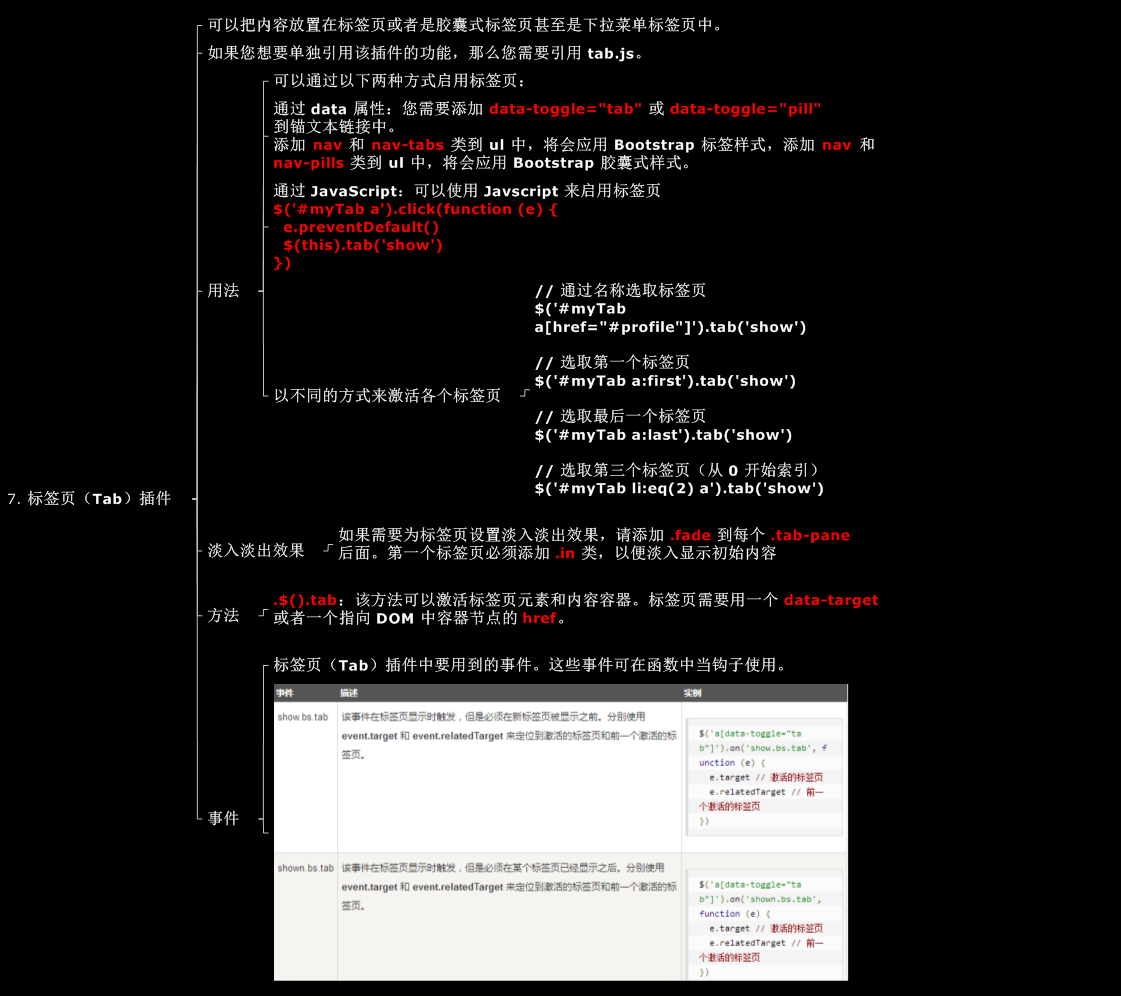 可以把内容放置在标签页或者是胶囊式标签页甚至是下拉菜单标签页中。
如果您想要单独引用该插件的功能，那么您需要引用 tab.js。
可以通过以下两种方式启用标签页：
通过 data 属性：您需要添加 data-toggle="tab" 或 data-toggle="pill"
到锚文本链接中。
添加 nav 和 nav-tabs 类到 ul 中，将会应用 Bootstrap 标签样式，添加 nav 和
nav-pills 类到 ul 中，将会应用 Bootstrap 胶囊式样式。
通过 JavaScript：可以使用 Javscript 来启用标签页
$('#myTab a').click(function (e) {
e.preventDefault()
$(this).tab('show')
})
用法
// 通过名称选取标签页
$('#myTab
a[href="#profile"]').tab('show')
// 选取第一个标签页
$('#myTab a:first').tab('show')
以不同的方式来激活各个标签页
// 选取最后一个标签页
$('#myTab a:last').tab('show')
// 选取第三个标签页（从 0 开始索引）
$('#myTab li:eq(2) a').tab('show')
7. 标签页（Tab）插件
淡入淡出效果
如果需要为标签页设置淡入淡出效果，请添加 .fade 到每个 .tab-pane
后面。第一个标签页必须添加 .in 类，以便淡入显示初始内容
方法
.$().tab：该方法可以激活标签页元素和内容容器。标签页需要用一个 data-target
或者一个指向 DOM 中容器节点的 href。
事件
标签页（Tab）插件中要用到的事件。这些事件可在函数中当钩子使用。
事件 描述 实例
show.bs.tab
该事件在标签页显示时触发，但是必须在新标签页被显示之前。分别使用
event.target 和 event.relatedTarget 来定位到激活的标签页和前一个激活的标
签页。
$('a[data-toggle="ta
b"]').on('show.bs.tab', f
unction (e) {
e.target // 激活的标签页
e.relatedTarget // 前一
个激活的标签页
})
shown.bs.tab
该事件在标签页显示时触发，但是必须在某个标签页已经显示之后。分别使用
event.target 和 event.relatedTarget 来定位到激活的标签页和前一个激活的标
签页。
$('a[data-toggle="ta
b"]').on('shown.bs.tab',
function (e) {
e.target // 激活的标签页
e.relatedTarget // 前一
个激活的标签页
})